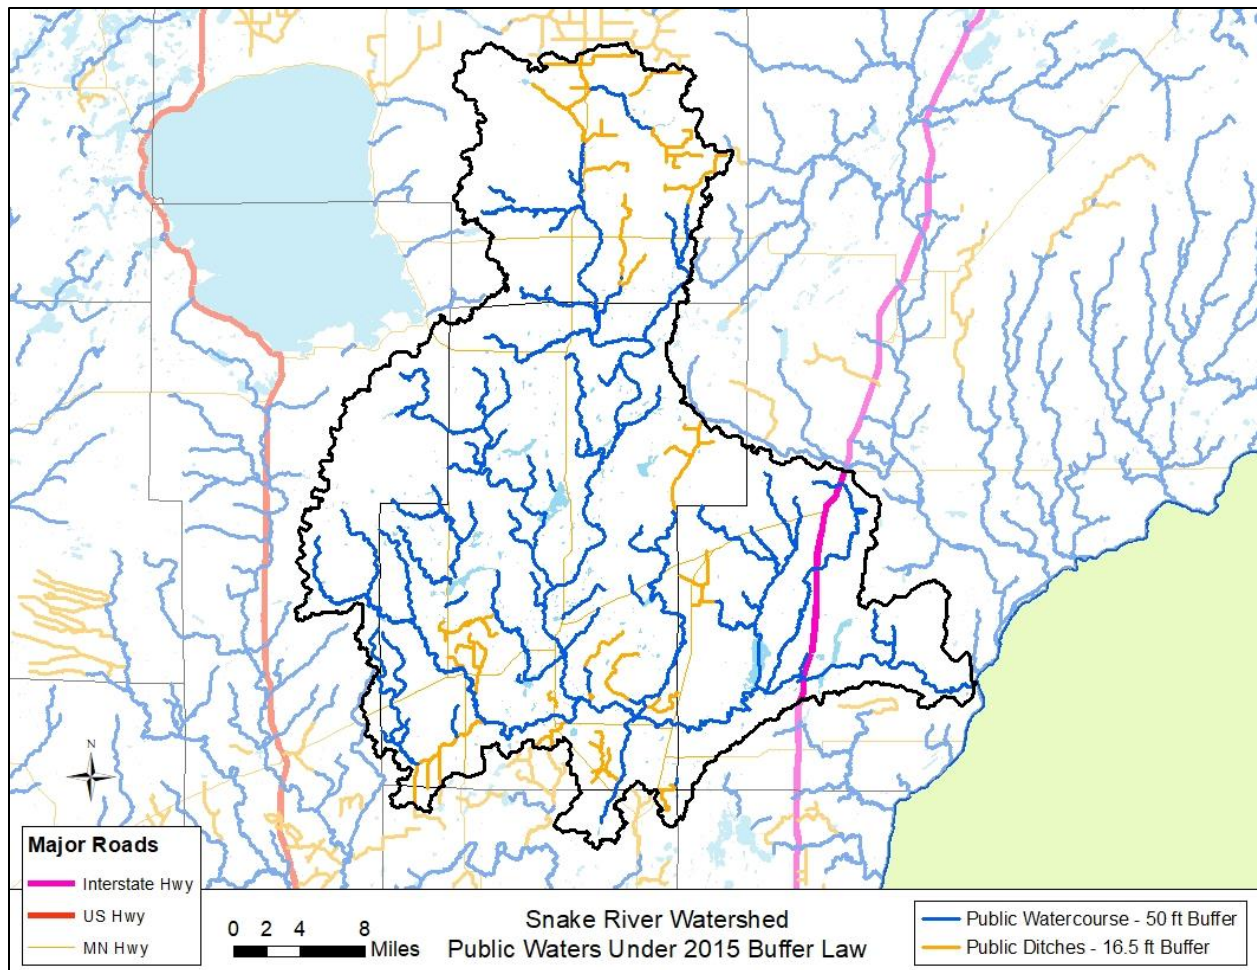 N
Major Roads
Interstate Hwy
US Hwy
MN Hwy
0 2 4 8
Miles
Snake River Watershed
Public Waters Under 2015 Buffer Law
Public Watercourse - 50 ft Buffer
Public Ditches - 16.5 ft Buffer